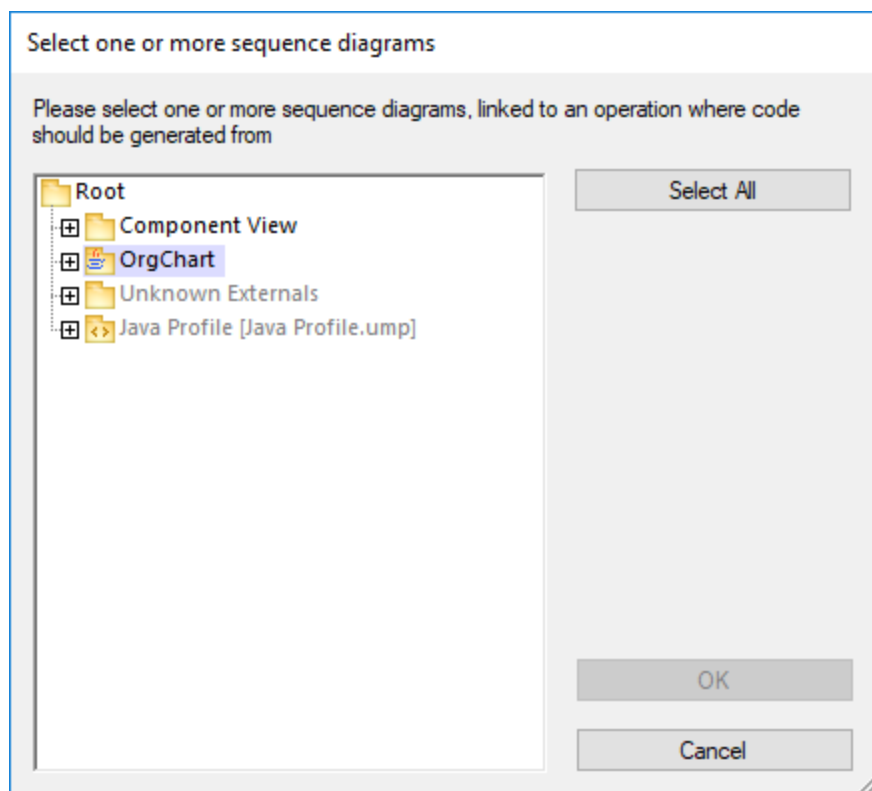 Select one or more sequence diagrams
Please select one or more sequence diagrams, linked to an operation where code
should be generated from
Root
Select All
Component View
OrgChart
Unknown Externals
Java Profile [Java Profile.ump]
OK
Cancel